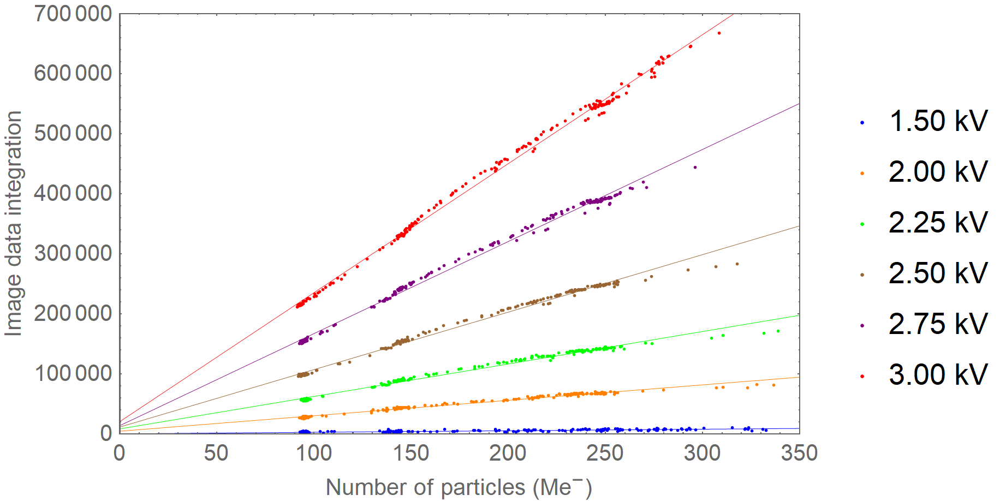 700 000
600 000
500 000
400 000
300 000
200 000
100 000
0
Image data integration
0 50 100 150 200 250 300 350
Number of particles (Me⁻)
1.50 kV
2.00 kV
2.25 kV
2.50 kV
2.75 kV
3.00 kV